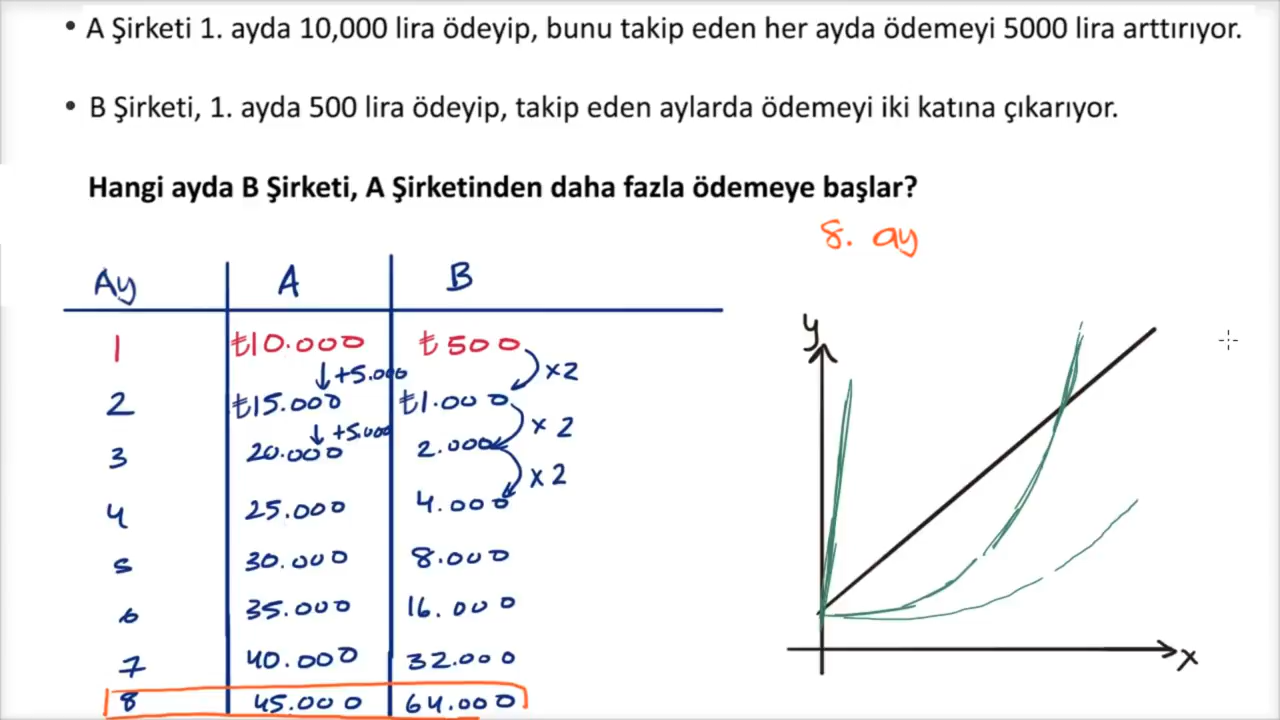 • A Şirketi 1. ayda 10,000 lira ödeyip, bunu takip eden her ayda ödemeyi 5000 lira arttırıyor.
• B Şirketi, 1. ayda 500 lira ödeyip, takip eden aylarda ödemeyi iki katına çıkarıyor.
Hangi ayda B Şirketi, A Şirketinden daha fazla ödemeye başlar?
8. ay
Ay A B
1 ₺10.000 ₺500
↓+5.000 x2
2 ₺15.000 ₺1.000
↓+5.000 x2
3 20.000 2.000
x2
4 25.000 4.000
5 30.000 8.000
6 35.000 16.000
7 40.000 32.000
8 45.000 64.000
y
x